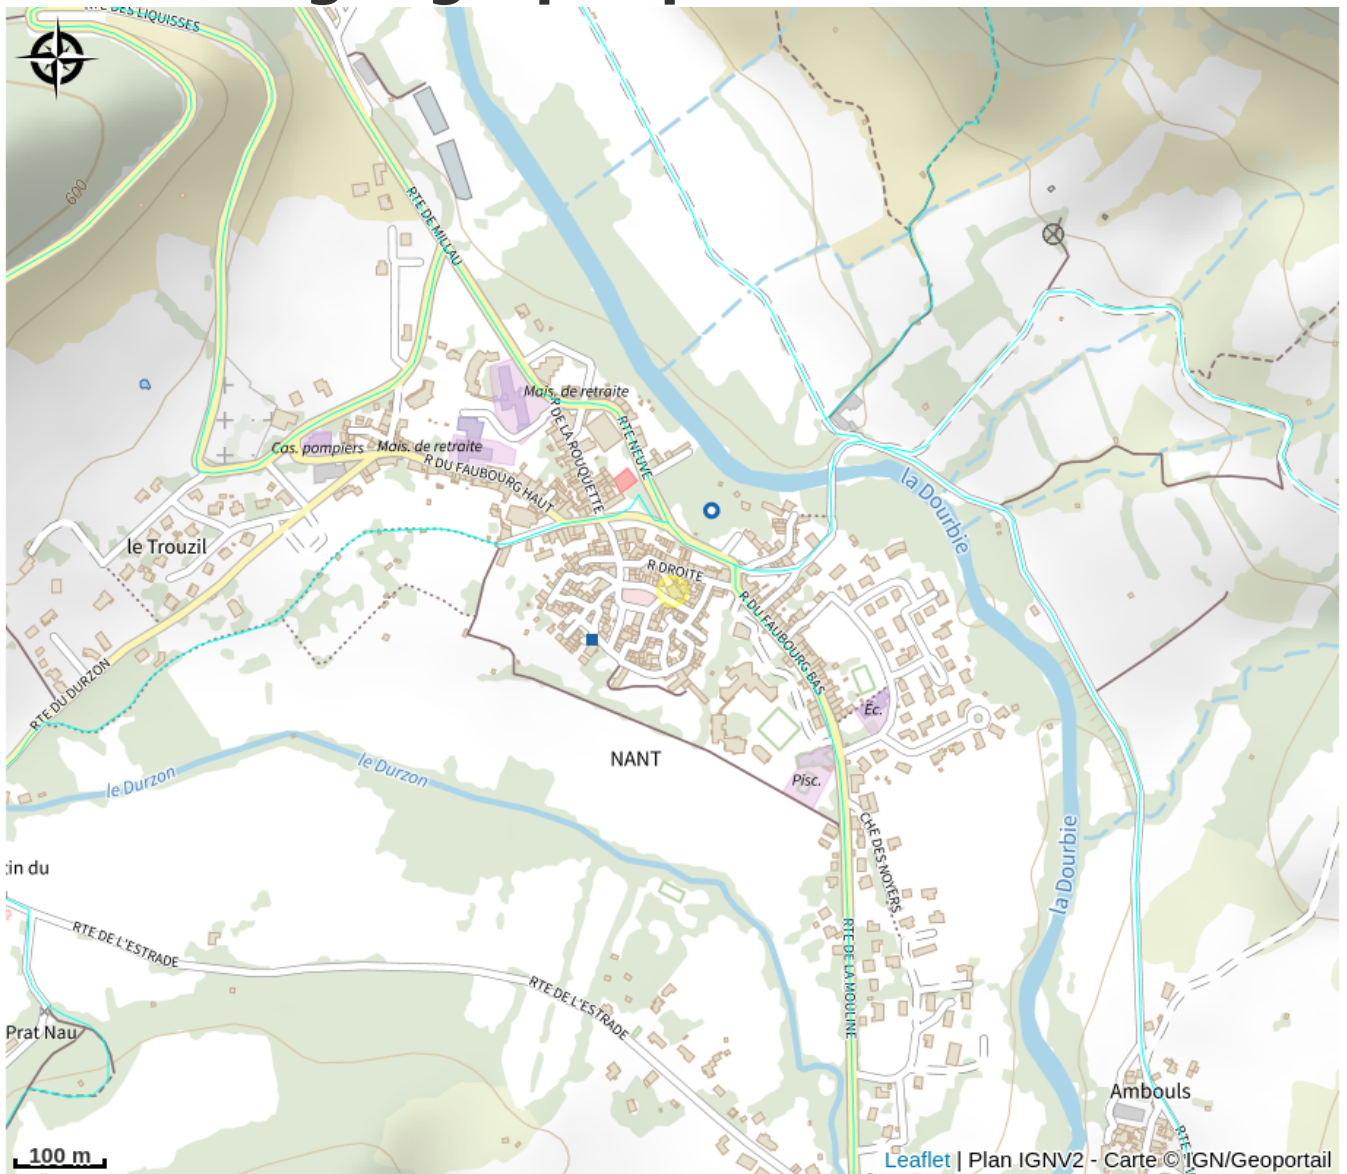 RTE DES LIQUISSES
600
RTE DE MILLAU
Mais. de retraite
R DE LA ROUQUETTE
RTE NEUVE
Cas. pompiers
Mais. de retraite
R DU FAUBOURG HAUT
la Dourbie
le Trouzil
R DROITE
R DU FAUBOURG BAS
RTE DU DURZON
Éc.
NANT
le Durzon
le Durzon
Pisc.
CHE DES NOYERS
la Dourbie
tin du
RTE DE L'ESTRADE
RTE DE LA MOULINE
RTE DE L'ESTRADE
Prat Nau
Ambouls
RTE
100 m
Leaflet | Plan IGNV2 - Carte © IGN/Geoportail